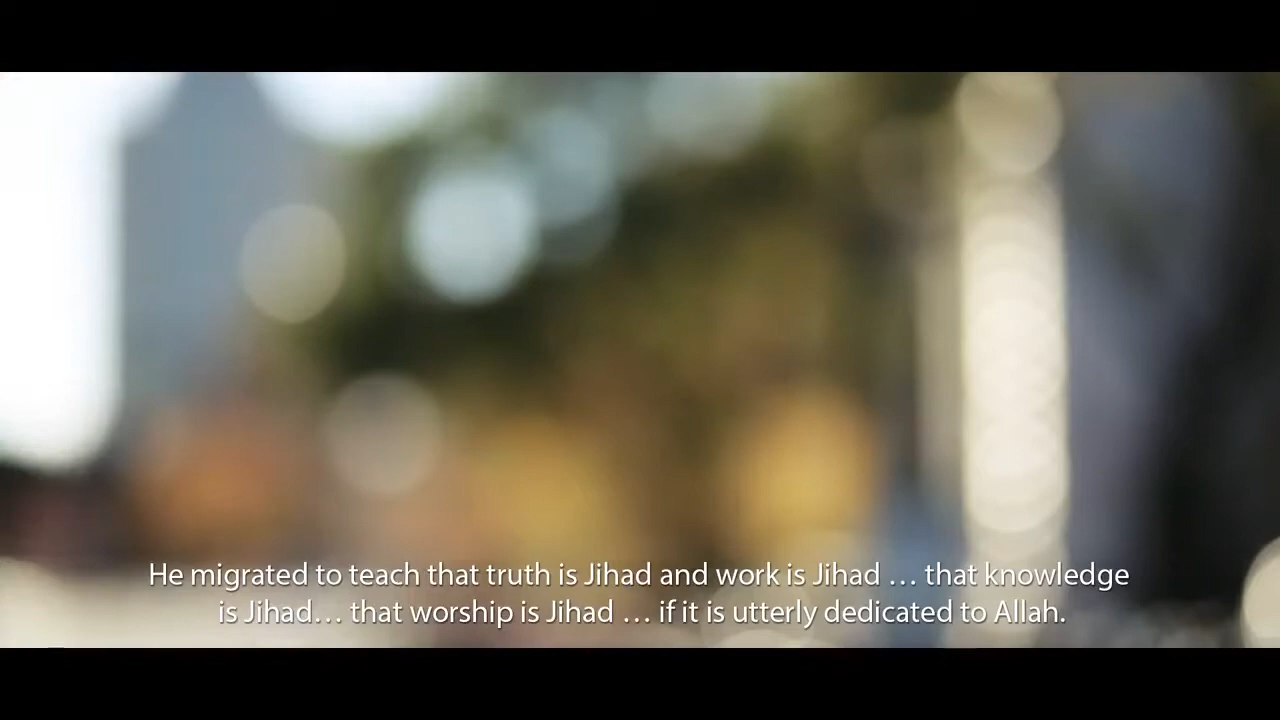 He migrated to teach that truth is Jihad and work is Jihad … that knowledge
is Jihad… that worship is Jihad … if it is utterly dedicated to Allah.